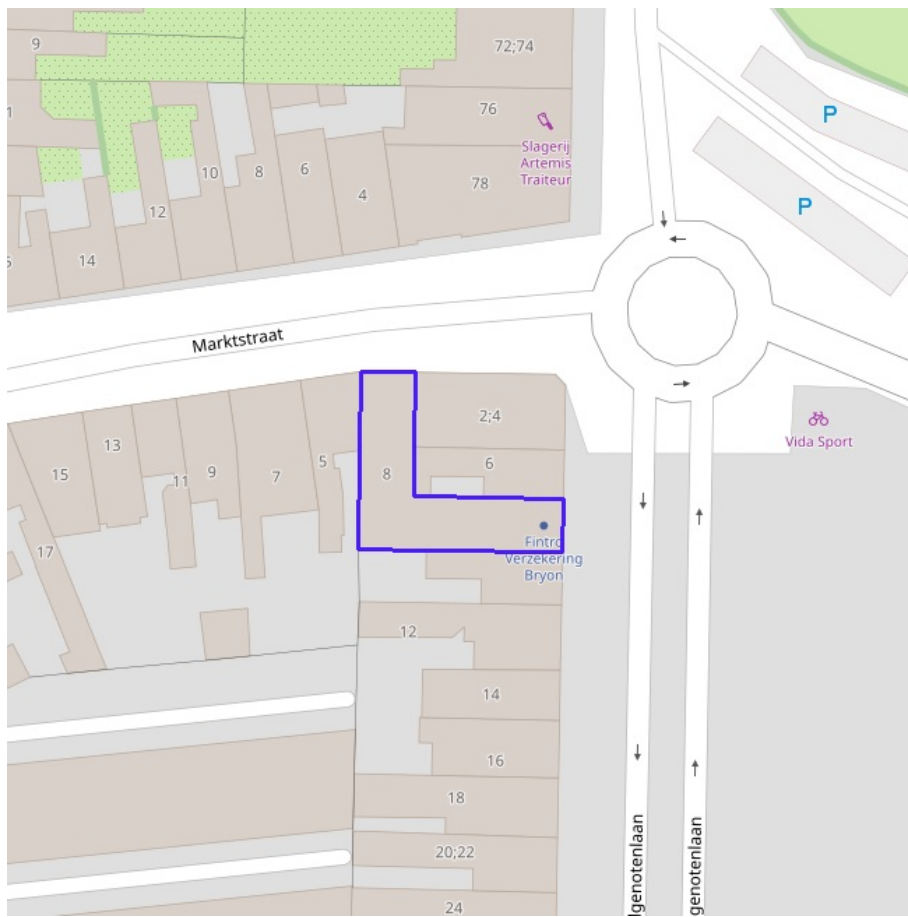 9
72;74
76
Slagerij
Artemis
Traiteur
78
10
8
6
4
12
14
P
P
Marktstraat
Vida Sport
2;4
6
8
13
15
9
7
5
11
17
Fintro
Verzekering
Bryon
12
14
16
18
20;22
24
lgenotenlaan
genotenlaan